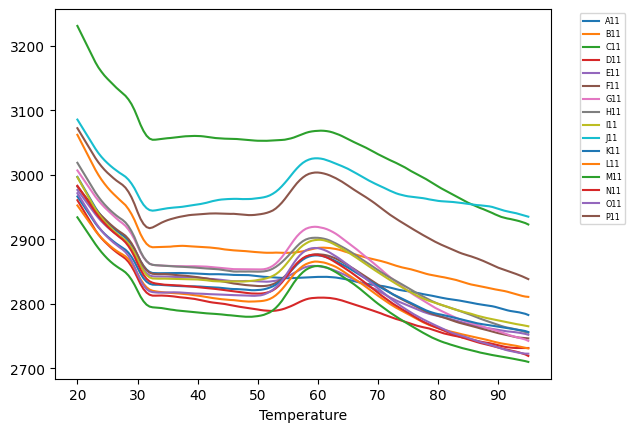 3200
3100
3000
2900
2800
2700
20 30 40 50 60 70 80 90
Temperature
A11
B11
C11
D11
E11
F11
G11
H11
I11
J11
K11
L11
M11
N11
O11
P11